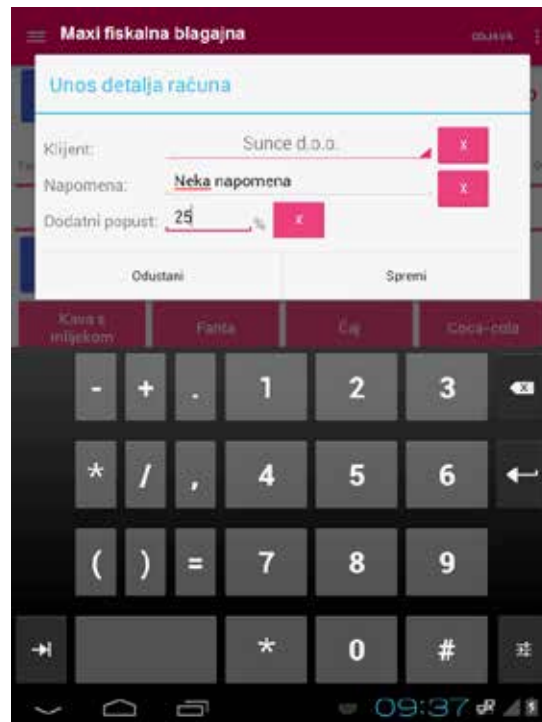 Maxi fiskalna blagajna
ODJAVA
Unos detalja računa
Klijent: Sunce d.o.o. x
Napomena: Neka napomena x
Dodatni popust: 25 % x
Odustani Spremi
Kava s mlijekom Fanta Čaj Coca-cola
- + . 1 2 3
* / , 4 5 6
( ) = 7 8 9
* 0 #
09:37